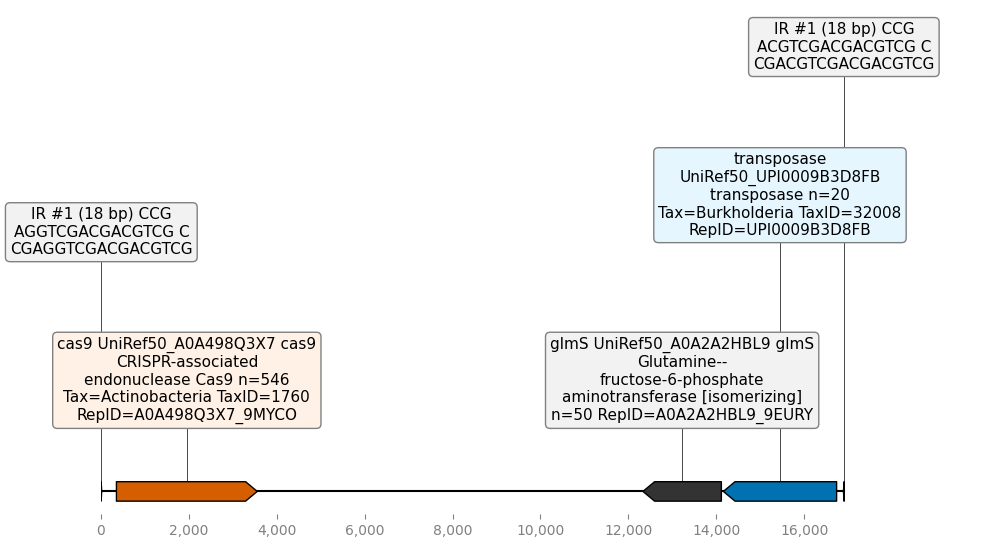 IR #1 (18 bp) CCG
ACGTCGACGACGTCG C
CGACGTCGACGACGTCG
transposase
UniRef50_UPI0009B3D8FB
transposase n=20
Tax=Burkholderia TaxID=32008
RepID=UPI0009B3D8FB
IR #1 (18 bp) CCG
AGGTCGACGACGTCG C
CGAGGTCGACGACGTCG
cas9 UniRef50_A0A498Q3X7 cas9
CRISPR-associated
endonuclease Cas9 n=546
Tax=Actinobacteria TaxID=1760
RepID=A0A498Q3X7_9MYCO
glmS UniRef50_A0A2A2HBL9 glmS
Glutamine--
fructose-6-phosphate
aminotransferase [isomerizing]
n=50 RepID=A0A2A2HBL9_9EURY
0 2,000 4,000 6,000 8,000 10,000 12,000 14,000 16,000